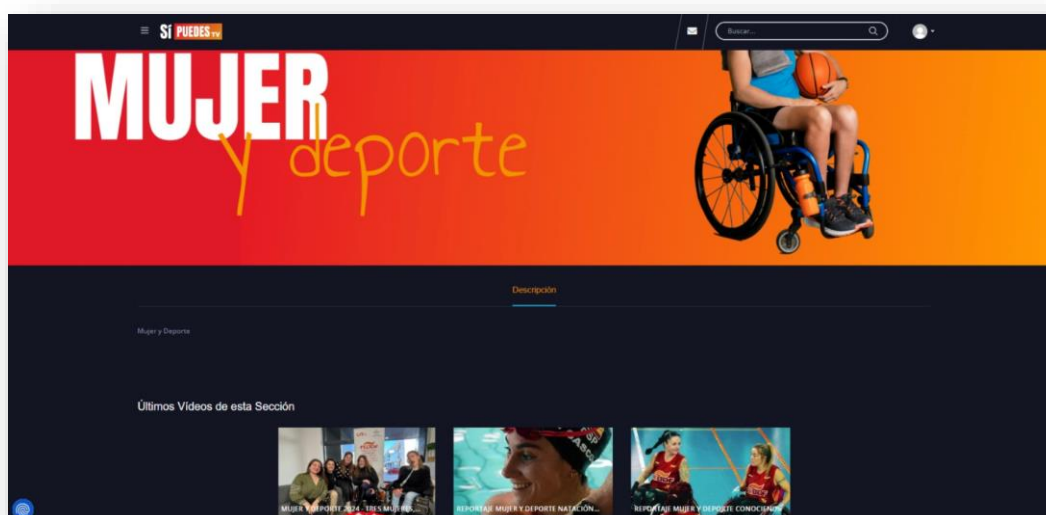 Sí PUEDES TV
Buscar...
MUJER
y deporte
Descripción
Mujer y Deporte
Últimos Vídeos de esta Sección
MUJER Y DEPORTE 2024 - TRES MUJERES...
REPORTAJE MUJER Y DEPORTE NATACIÓN...
REPORTAJE MUJER Y DEPORTE CONOCIENDO